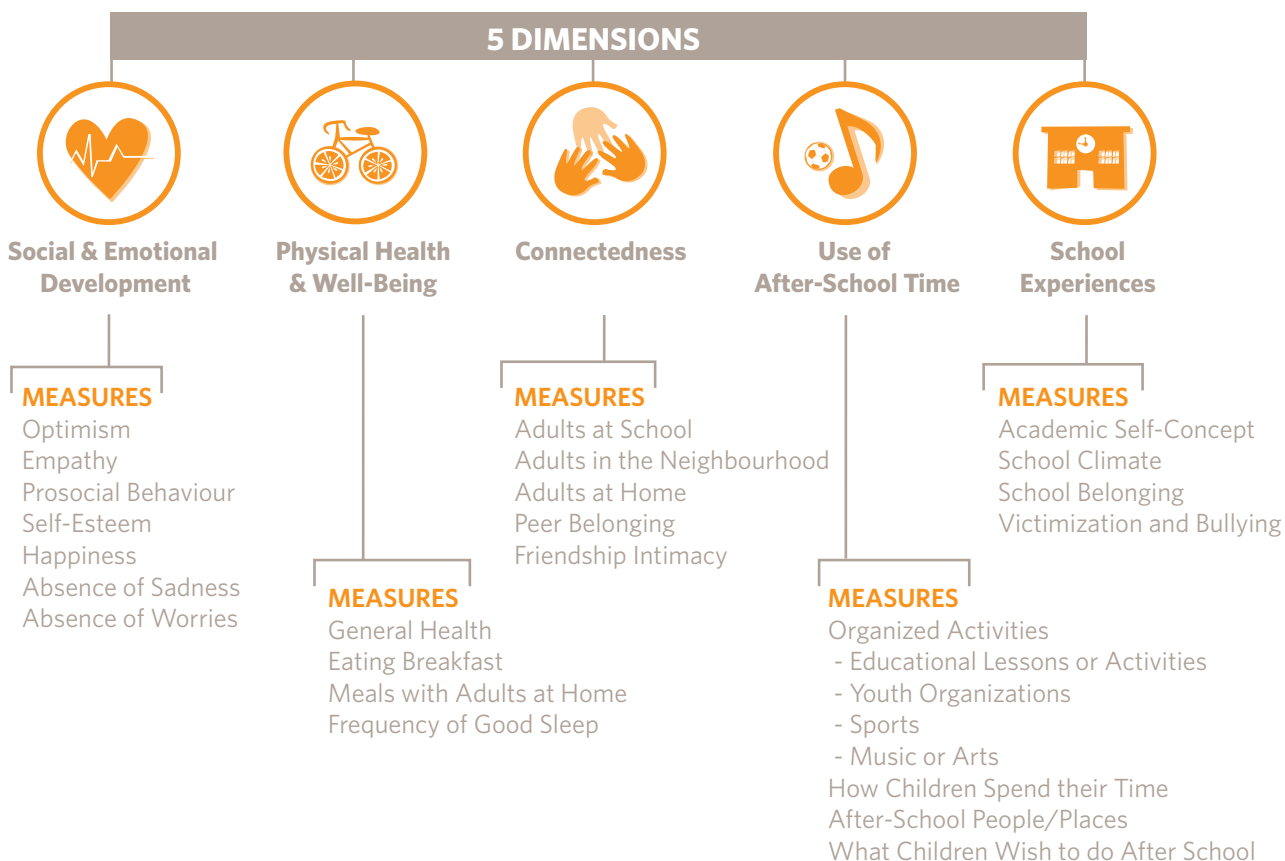 5 DIMENSIONS
Social & Emotional
Development
Physical Health
& Well-Being
Connectedness
Use of
After-School Time
School
Experiences
MEASURES
Optimism
Empathy
Prosocial Behaviour
Self-Esteem
Happiness
Absence of Sadness
Absence of Worries
MEASURES
General Health
Eating Breakfast
Meals with Adults at Home
Frequency of Good Sleep
MEASURES
Adults at School
Adults in the Neighbourhood
Adults at Home
Peer Belonging
Friendship Intimacy
MEASURES
Organized Activities
- Educational Lessons or Activities
- Youth Organizations
- Sports
- Music or Arts
How Children Spend their Time
After-School People/Places
What Children Wish to do After School
MEASURES
Academic Self-Concept
School Climate
School Belonging
Victimization and Bullying